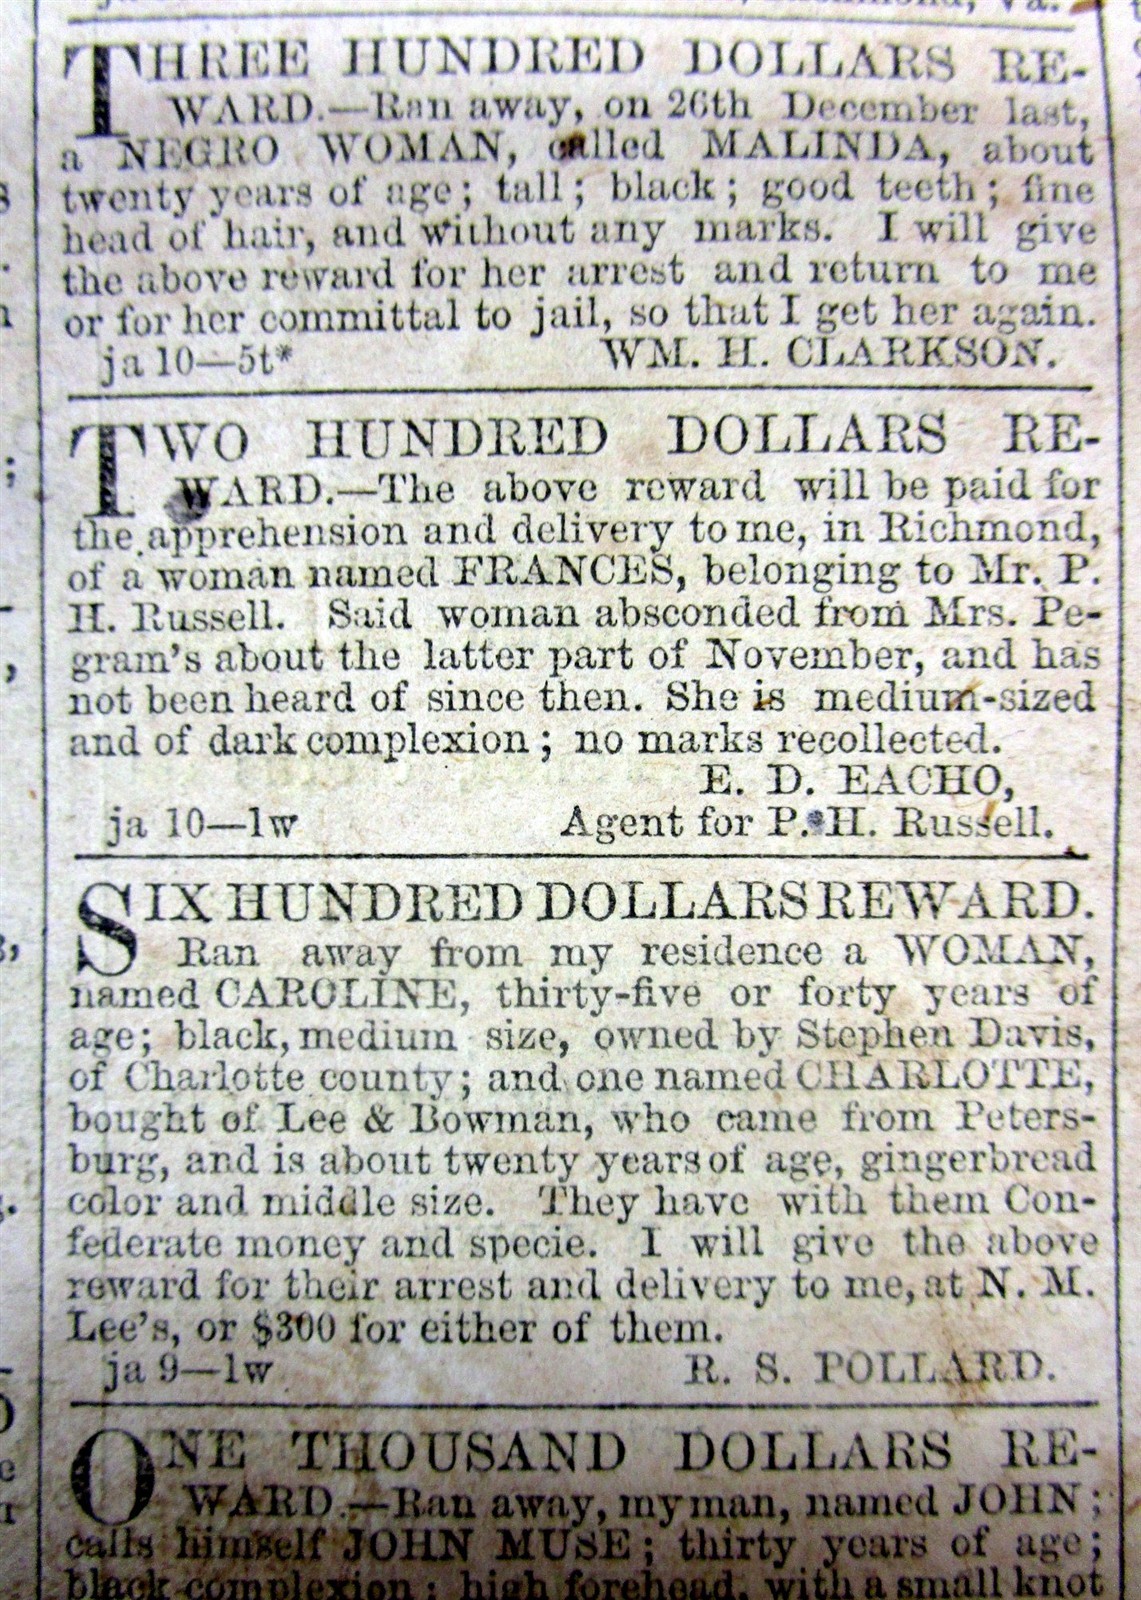 THREE HUNDRED DOLLARS RE-
WARD.—Ran away, on 26th December last,
a NEGRO WOMAN, called MALINDA, about
twenty years of age; tall; black; good teeth; fine
head of hair, and without any marks. I will give
the above reward for her arrest and return to me
or for her committal to jail, so that I get her again.
ja 10—5t* WM. H. CLARKSON.
TWO HUNDRED DOLLARS RE-
WARD.—The above reward will be paid for
the apprehension and delivery to me, in Richmond,
of a woman named FRANCES, belonging to Mr. P.
H. Russell. Said woman absconded from Mrs. Pe-
gram's about the latter part of November, and has
not been heard of since then. She is medium-sized
and of dark complexion; no marks recollected.
E. D. EACHO,
ja 10—1w Agent for P. H. Russell.
SIX HUNDRED DOLLARS REWARD.
Ran away from my residence a WOMAN,
named CAROLINE, thirty-five or forty years of
age; black, medium size, owned by Stephen Davis,
of Charlotte county; and one named CHARLOTTE,
bought of Lee & Bowman, who came from Peters-
burg, and is about twenty years of age, gingerbread
color and middle size. They have with them Con-
federate money and specie. I will give the above
reward for their arrest and delivery to me, at N. M.
Lee's, or $300 for either of them.
ja 9—1w R. S. POLLARD.
ONE THOUSAND DOLLARS RE-
WARD.—Ran away, my man, named JOHN;
calls himself JOHN MUSE; thirty years of age;
black complexion; high forehead, with a small knot